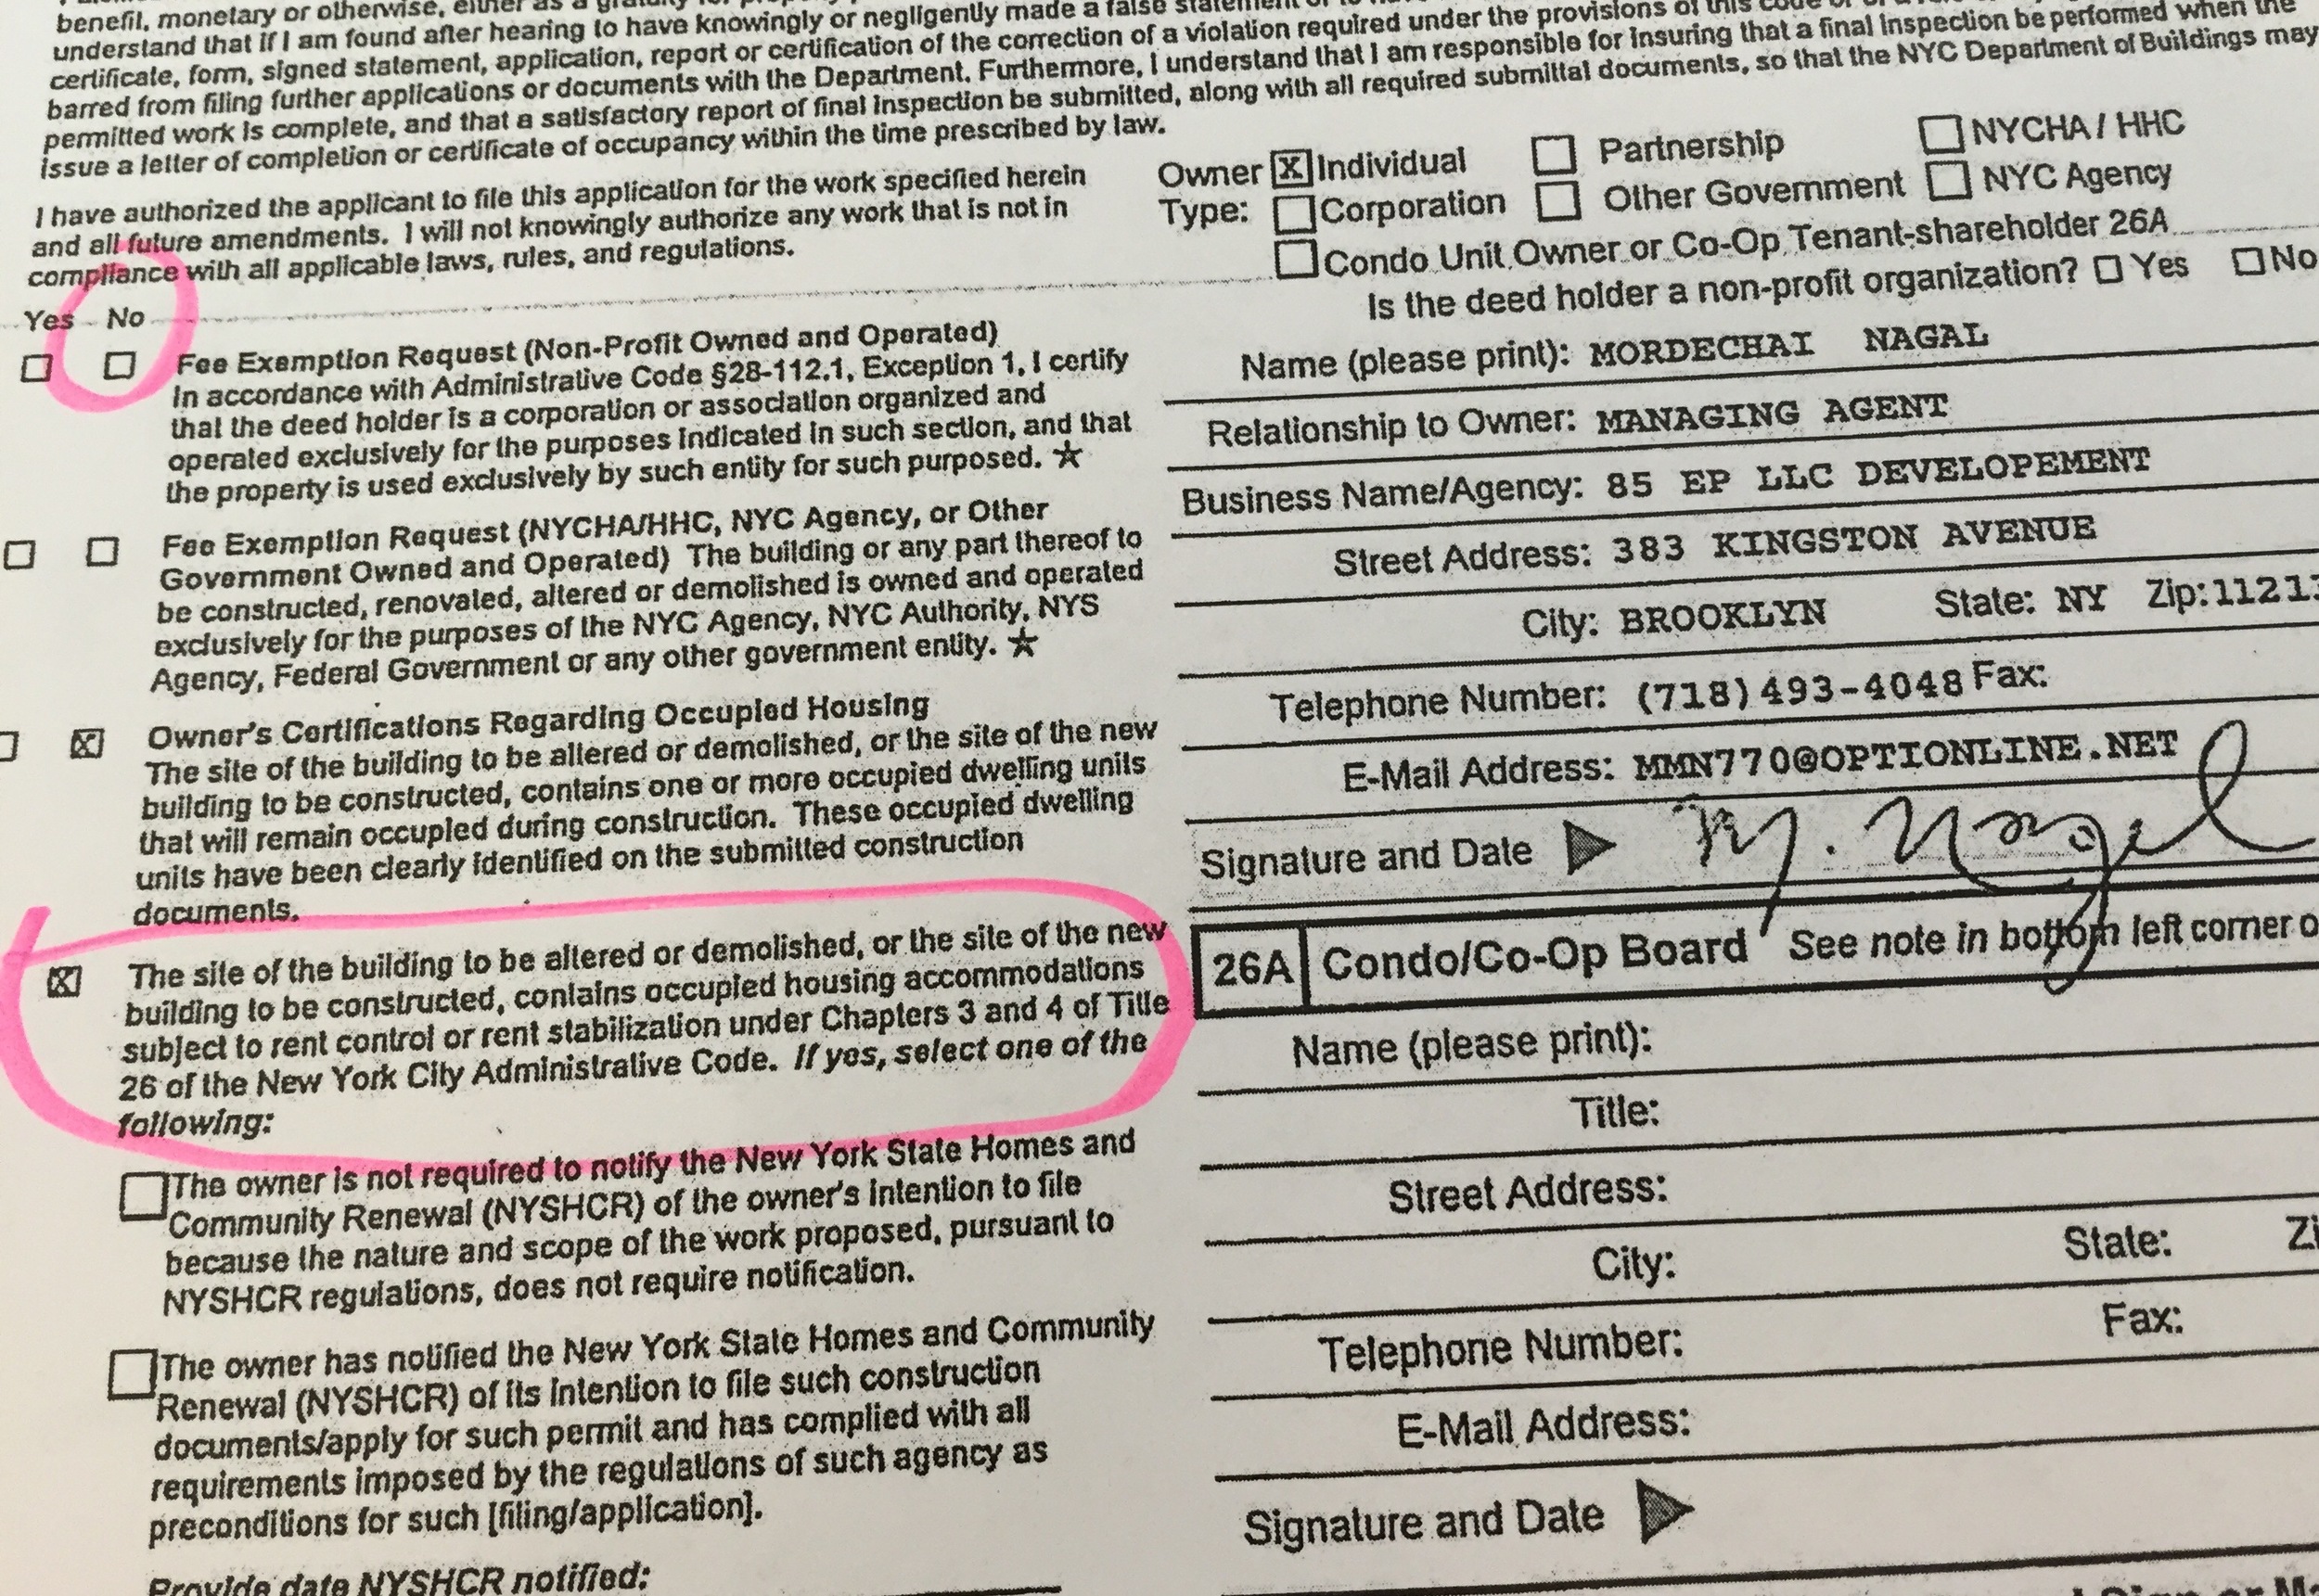 benefit, monetary or otherwise, either as a
understand that if I am found after hearing to have knowingly or negligently made a false statement
certificate, form, signed statement, application, report or certification of the correction of a violation required under the provisions of this code
barred from filing further applications or documents with the Department. Furthermore, I understand that I am responsible for insuring that a final inspection be performed when the
permitted work is complete, and that a satisfactory report of final inspection be submitted, along with all required submittal documents, so that the NYC Department of Buildings may
issue a letter of completion or certificate of occupancy within the time prescribed by law.
I have authorized the applicant to file this application for the work specified herein
and all future amendments. I will not knowingly authorize any work that is not in
compliance with all applicable laws, rules, and regulations.
Yes No
Fee Exemption Request (Non-Profit Owned and Operated)
In accordance with Administrative Code §28-112.1, Exception 1, I certify
that the deed holder is a corporation or association organized and
operated exclusively for the purposes indicated in such section, and that
the property is used exclusively by such entity for such purposed. ★
Fee Exemption Request (NYCHA/HHC, NYC Agency, or Other
Government Owned and Operated) The building or any part thereof to
be constructed, renovated, altered or demolished is owned and operated
exclusively for the purposes of the NYC Agency, NYC Authority, NYS
Agency, Federal Government or any other government entity. ★
X Owner's Certifications Regarding Occupied Housing
The site of the building to be altered or demolished, or the site of the new
building to be constructed, contains one or more occupied dwelling units
that will remain occupied during construction. These occupied dwelling
units have been clearly identified on the submitted construction
documents.
X The site of the building to be altered or demolished, or the site of the new
building to be constructed, contains occupied housing accommodations
subject to rent control or rent stabilization under Chapters 3 and 4 of Title
26 of the New York City Administrative Code. If yes, select one of the
following:
The owner is not required to notify the New York State Homes and
Community Renewal (NYSHCR) of the owner's intention to file
because the nature and scope of the work proposed, pursuant to
NYSHCR regulations, does not require notification.
The owner has notified the New York State Homes and Community
Renewal (NYSHCR) of its intention to file such construction
documents/apply for such permit and has complied with all
requirements imposed by the regulations of such agency as
preconditions for such [filing/application].
Provide date NYSHCR notified:
Owner X Individual Partnership NYCHA / HHC
Type: Corporation Other Government NYC Agency
Condo Unit Owner or Co-Op Tenant-shareholder 26A
Is the deed holder a non-profit organization? Yes No
Name (please print): MORDECHAI NAGAL
Relationship to Owner: MANAGING AGENT
Business Name/Agency: 85 EP LLC DEVELOPEMENT
Street Address: 383 KINGSTON AVENUE
City: BROOKLYN State: NY Zip:
Telephone Number: (718)493-4048 Fax:
E-Mail Address: MMN770@OPTIONLINE.NET
Signature and Date M. Nagel
26A Condo/Co-Op Board See note in bottom left corner
Name (please print):
Title:
Street Address:
City: State:
Telephone Number: Fax:
E-Mail Address:
Signature and Date